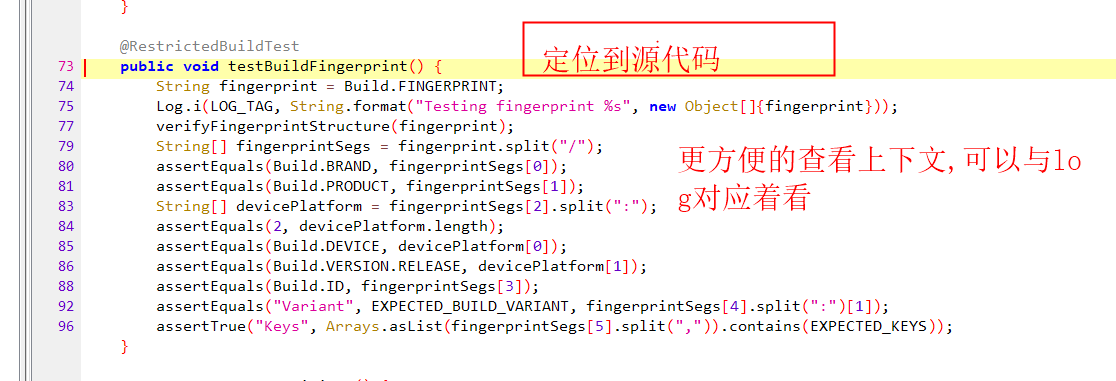 }
@RestrictedBuildTest
定位到源代码
73 public void testBuildFingerprint() {
74 String fingerprint = Build.FINGERPRINT;
75 Log.i(LOG_TAG, String.format("Testing fingerprint %s", new Object[]{fingerprint}));
77 verifyFingerprintStructure(fingerprint);
79 String[] fingerprintSegs = fingerprint.split("/");
80 assertEquals(Build.BRAND, fingerprintSegs[0]);
81 assertEquals(Build.PRODUCT, fingerprintSegs[1]);
更方便的查看上下文,可以与lo
g对应着看
83 String[] devicePlatform = fingerprintSegs[2].split(":");
84 assertEquals(2, devicePlatform.length);
85 assertEquals(Build.DEVICE, devicePlatform[0]);
86 assertEquals(Build.VERSION.RELEASE, devicePlatform[1]);
88 assertEquals(Build.ID, fingerprintSegs[3]);
92 assertEquals("Variant", EXPECTED_BUILD_VARIANT, fingerprintSegs[4].split(":")[1]);
96 assertTrue("Keys", Arrays.asList(fingerprintSegs[5].split(",")).contains(EXPECTED_KEYS));
}